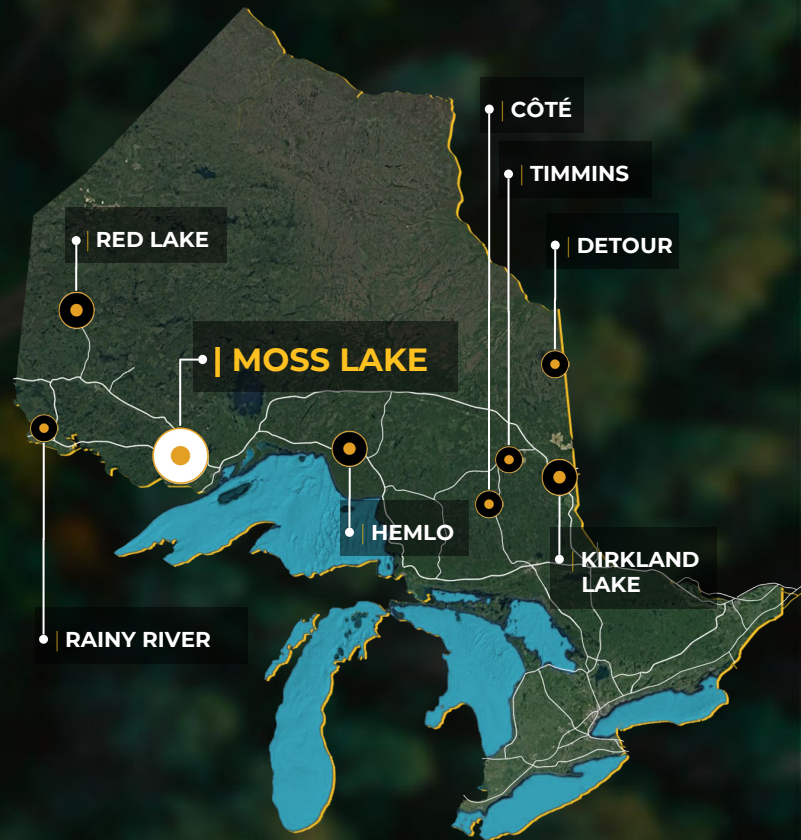 CÔTÉ
TIMMINS
RED LAKE
DETOUR
MOSS LAKE
HEMLO
KIRKLAND
LAKE
RAINY RIVER